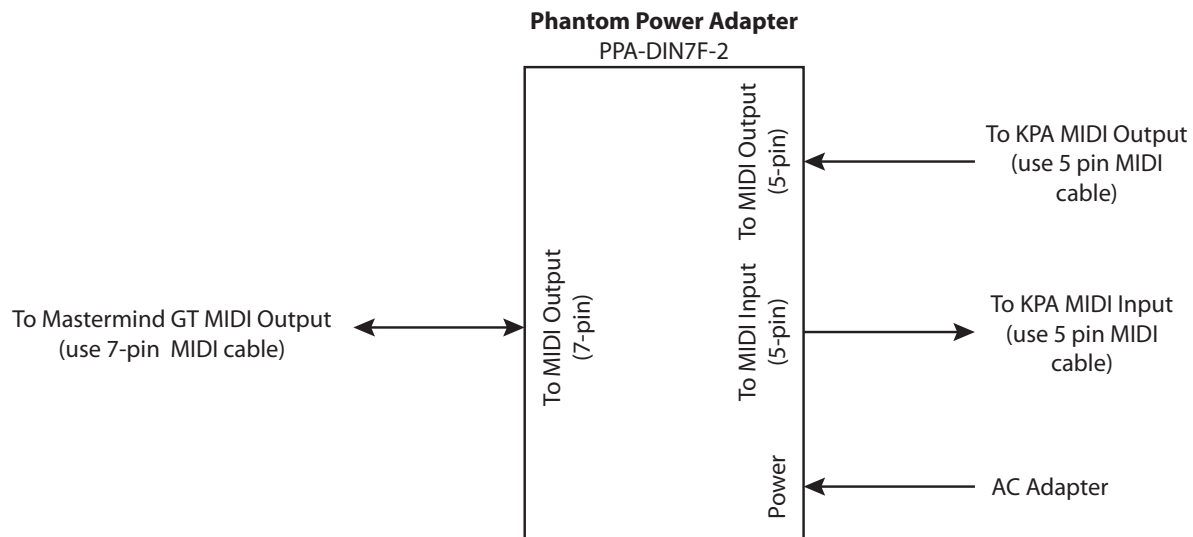 Phantom Power Adapter
PPA-DIN7F-2
To MIDI Output
(5-pin)
To KPA MIDI Output
(use 5 pin MIDI
cable)
To Mastermind GT MIDI Output
(use 7-pin  MIDI cable)
To MIDI Output
(7-pin)
To MIDI Input
(5-pin)
To KPA MIDI Input
(use 5 pin MIDI
cable)
Power
AC Adapter